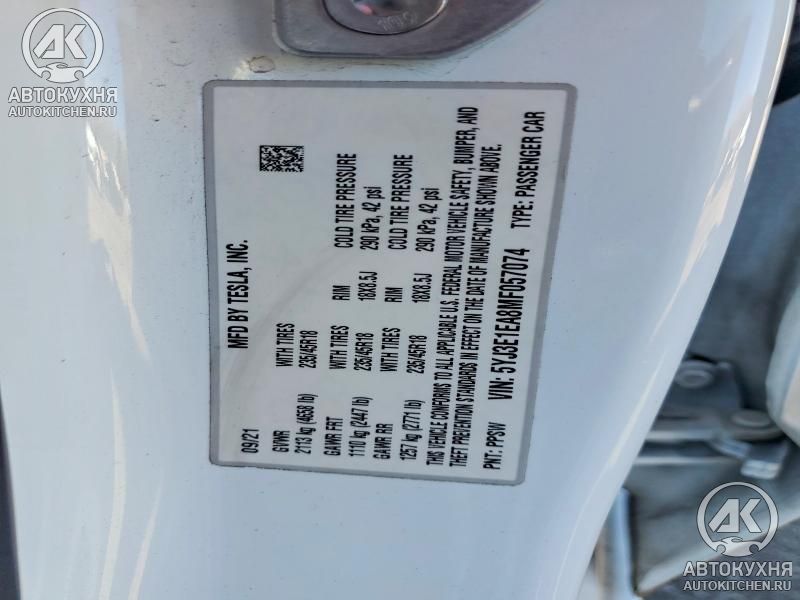 MFD BY TESLA, INC.
09/21
GVWR WITH TIRES RIM COLD TIRE PRESSURE
2113 kg (4658 lb) 235/45R18 18X8.5J 290 kPa, 42 psi
GAWR FRT WITH TIRES RIM COLD TIRE PRESSURE
1110 kg (2447 lb) 235/45R18 18X8.5J 290 kPa, 42 psi
GAWR RR
1257 kg (2771 lb) 235/45R18 18X8.5J
THIS VEHICLE CONFORMS TO ALL APPLICABLE U.S. FEDERAL MOTOR VEHICLE SAFETY, BUMPER, AND
THEFT PREVENTION STANDARDS IN EFFECT ON THE DATE OF MANUFACTURE SHOWN ABOVE.
PNT: PPSW VIN: 5YJ3E1EA8MF057074 TYPE: PASSENGER CAR
АК
АВТОКУХНЯ
AUTOKITCHEN.RU
АК
АВТОКУХНЯ
AUTOKITCHEN.RU